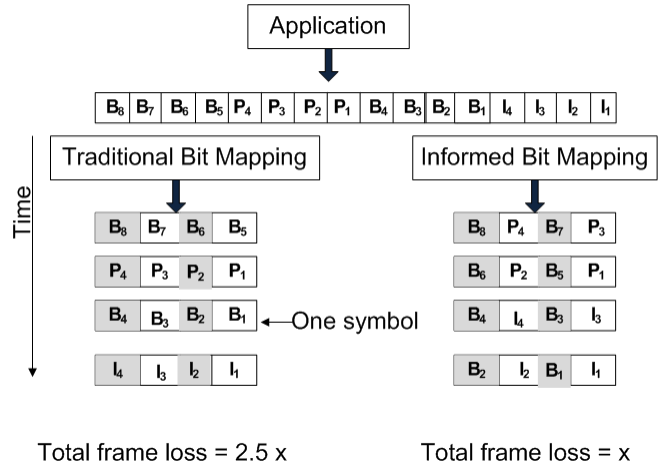 Application
B₈ B₇ B₆ B₅ P₄ P₃ P₂ P₁ B₄ B₃ B₂ B₁ I₄ I₃ I₂ I₁
Traditional Bit Mapping
Informed Bit Mapping
Time
B₈ B₇ B₆ B₅
P₄ P₃ P₂ P₁
B₄ B₃ B₂ B₁
One symbol
I₄ I₃ I₂ I₁
B₈ P₄ B₇ P₃
B₆ P₂ B₅ P₁
B₄ I₄ B₃ I₃
B₂ I₂ B₁ I₁
Total frame loss = 2.5 x
Total frame loss = x